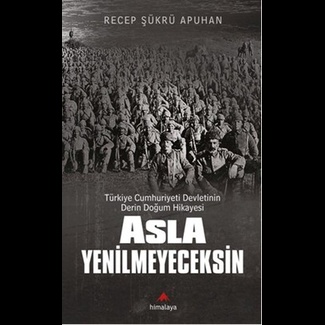 RECEP ŞÜKRÜ APUHAN
Türkiye Cumhuriyeti Devletinin
Derin Doğum Hikayesi
ASLA
YENİLMEYECEKSİN
himalaya